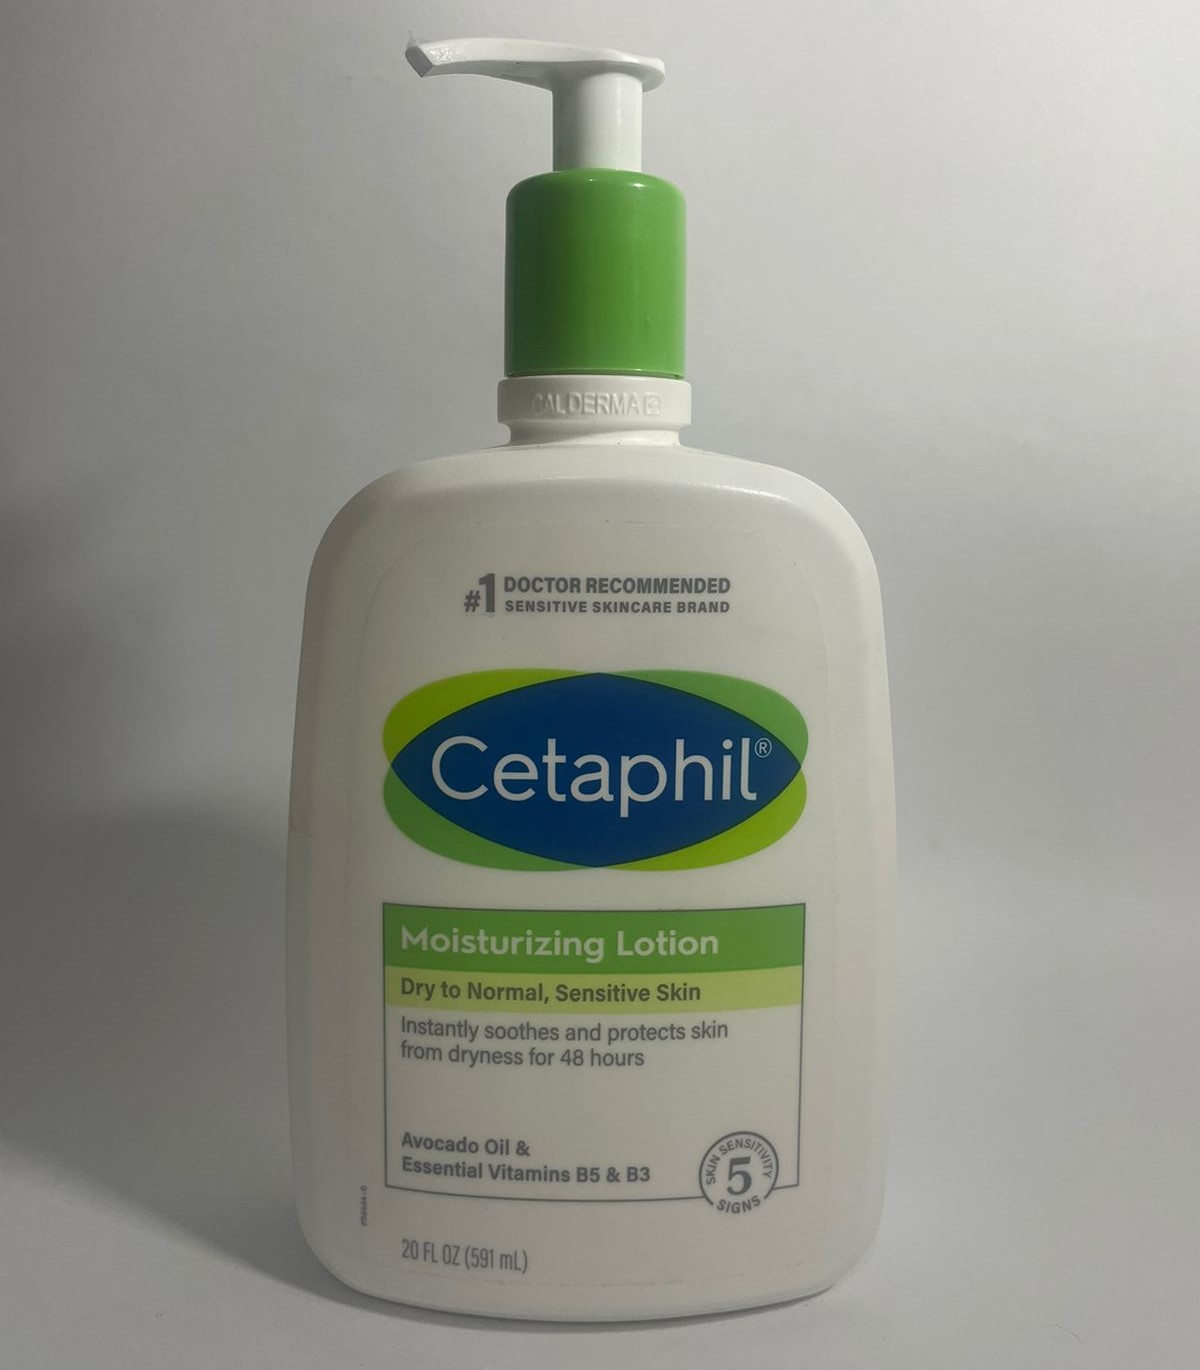 GALDERMA
#1 DOCTOR RECOMMENDED
SENSITIVE SKINCARE BRAND
Cetaphil®
Moisturizing Lotion
Dry to Normal, Sensitive Skin
Instantly soothes and protects skin
from dryness for 48 hours
Avocado Oil &
Essential Vitamins B5 & B3
SKIN SENSITIVITY
5
SIGNS
20 FL OZ (591 mL)